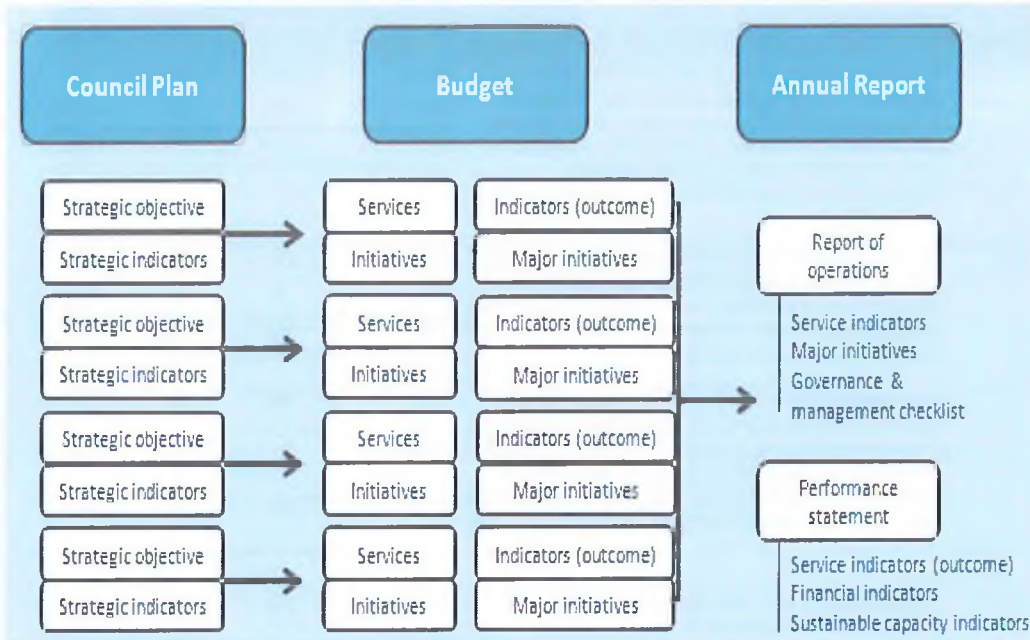 Council Plan
Budget
Annual Report
Strategic objective
Strategic indicators
Services
Indicators (outcome)
Initiatives
Major initiatives
Strategic objective
Strategic indicators
Services
Indicators (outcome)
Initiatives
Major initiatives
Strategic objective
Strategic indicators
Services
Indicators (outcome)
Initiatives
Major initiatives
Strategic objective
Strategic indicators
Services
Indicators (outcome)
Initiatives
Major initiatives
Report of
operations
Service indicators
Major initiatives
Governance &
management checklist
Performance
statement
Service indicators (outcome)
Financial indicators
Sustainable capacity indicators